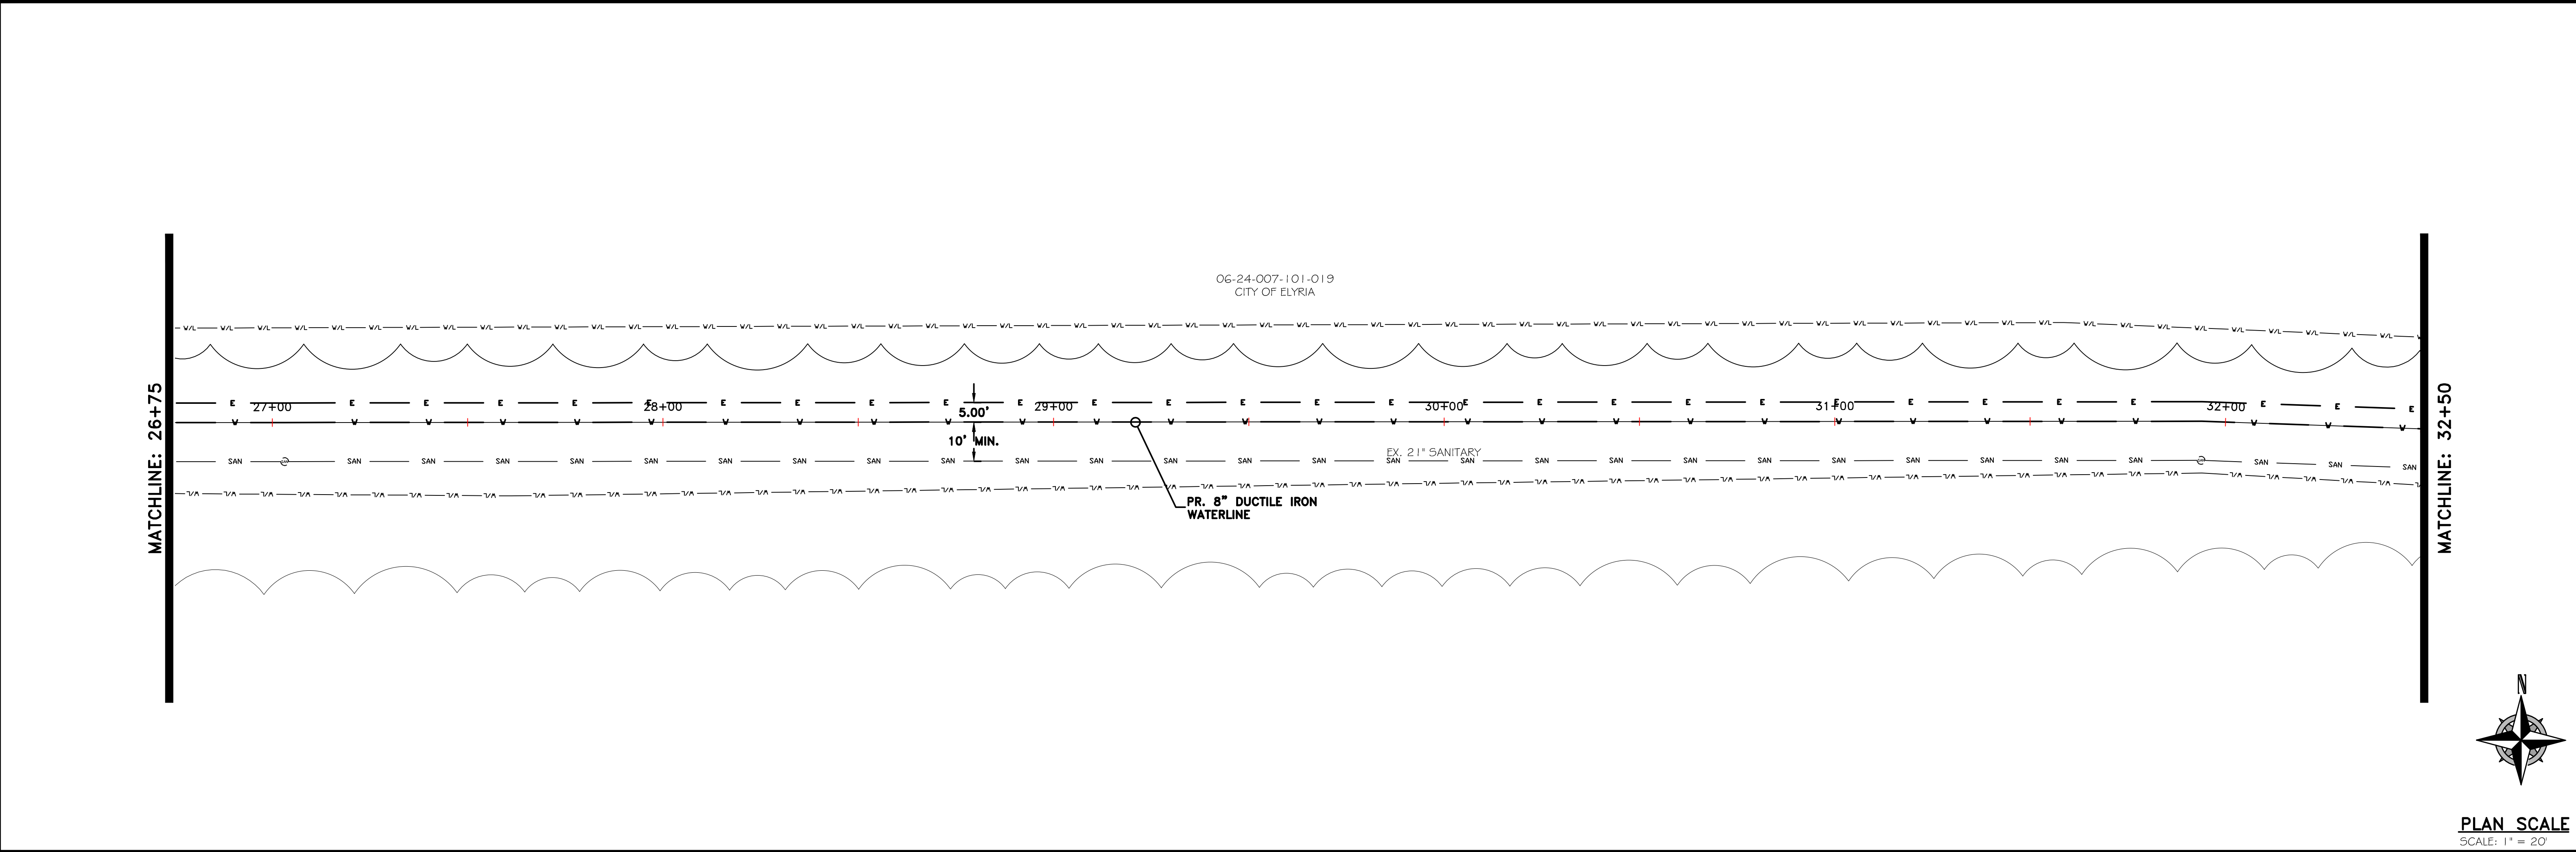 06-24-007-101-019
CITY OF ELYRIA
MATCHLINE: 26+75
27+00
28+00
29+00
30+00
31+00
32+00
MATCHLINE: 32+50
W/L
E
W
5.00'
10' MIN.
SAN
EX. 21" SANITARY
W/L
PR. 8" DUCTILE IRON
WATERLINE
N
PLAN SCALE
SCALE: 1" = 20'